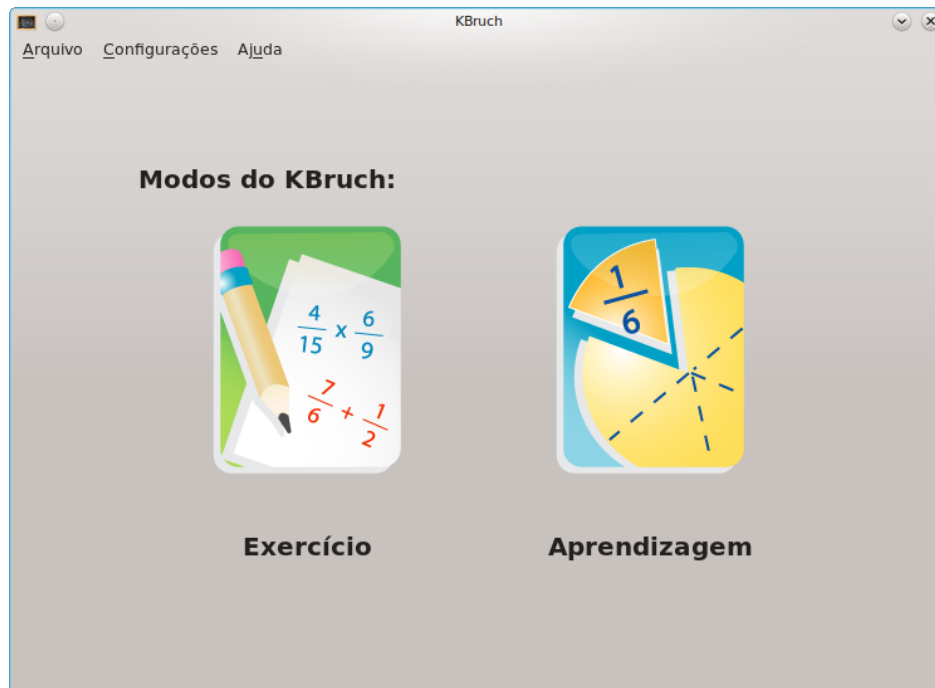 KBruch
Arquivo Configurações Ajuda
Modos do KBruch:
4/15 x 6/9
7/6 + 1/2
1/6
Exercício Aprendizagem